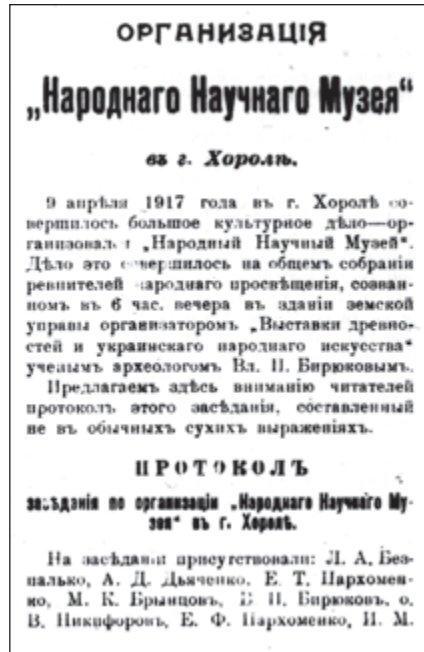 ОРГАНИЗАЦІЯ
„Народнаго Научнаго Музея“
въ г. Хоролѣ.
9 апрѣля 1917 года въ г. Хоролѣ со-
вершилось большое культурное дѣло—ор-
ганизовался „Народный Научный Музей“.
Дѣло это совершилось на общемъ собраніи
ревнителей народнаго просвѣщенія, созван-
номъ въ 6 час. вечера въ зданіи земской
управы организаторомъ „Выставки древно-
стей и украинскаго народнаго искусства“
ученымъ археологомъ Вл. П. Бирюковымъ.
Предлагаемъ здѣсь вниманію читателей
протоколъ этого засѣданія, составленный
не въ обычныхъ сухихъ выраженіяхъ.
ПРОТОКОЛЪ
засѣданія по организаціи „Народнаго Научнаго Му-
зея“ въ г. Хоролѣ.
На засѣданіи присутствовали: Л. А. Без-
палько, А. Д. Дьяченко, Е. Т. Пархомен-
ко, М. К. Брынцовъ, В. П. Бирюковъ, о.
В. Никифоровъ, Е. Ф. Пархоменко, И. М.